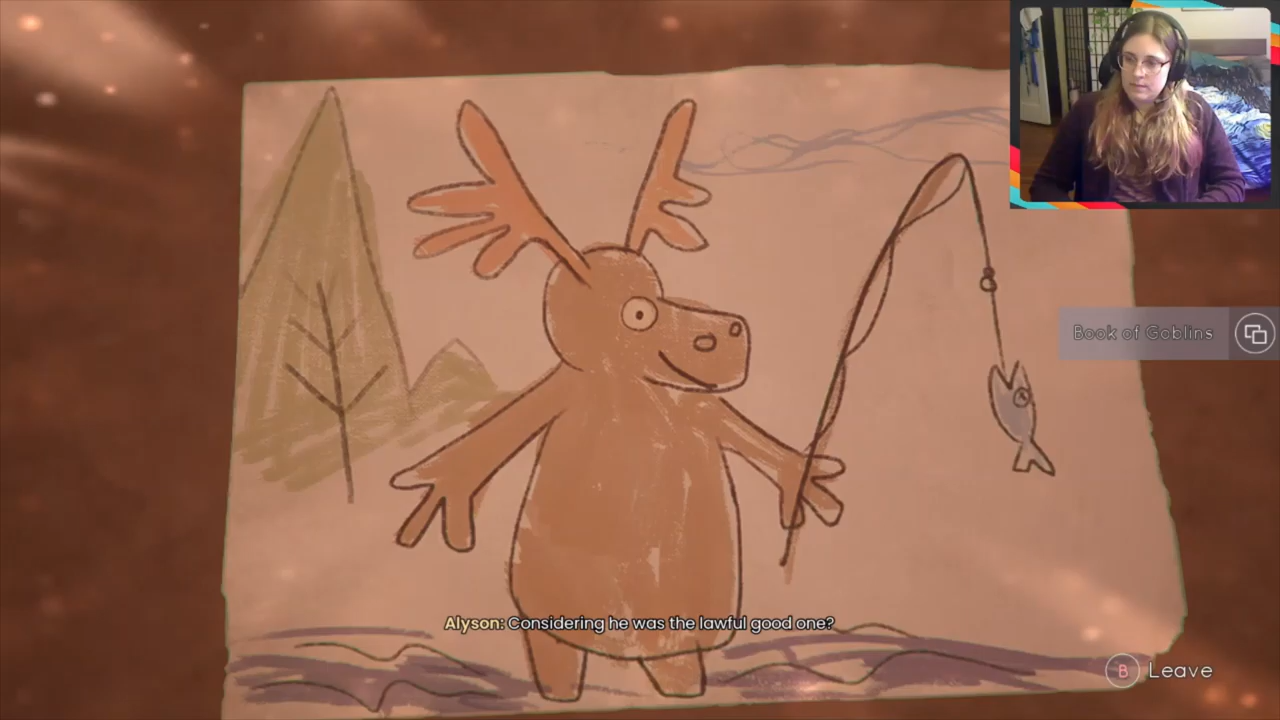 Book of Goblins
Alyson: Considering he was the lawful good one?
B Leave